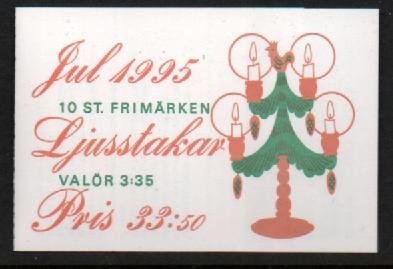 Jul 1995
10 ST. FRIMÄRKEN
Ljusstakar
VALÖR 3:35
Pris 33:50